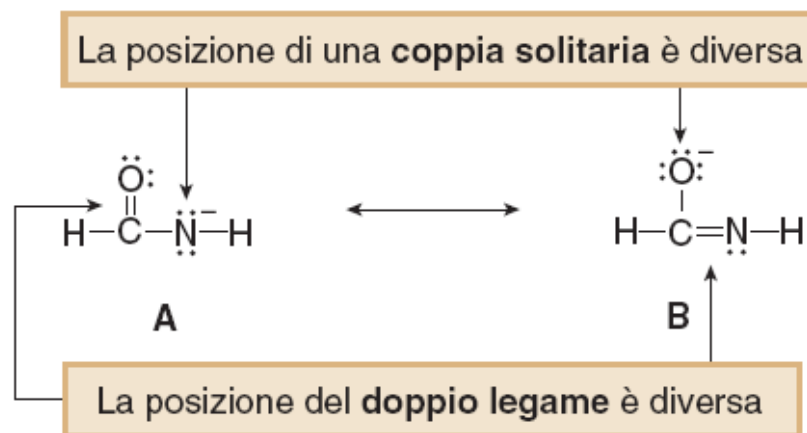 La posizione di una coppia solitaria è diversa
O O −
H—C—N−—H H—C=N—H
A B
La posizione del doppio legame è diversa